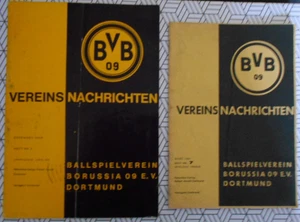 BVB
09
VEREINS NACHRICHTEN
BALLSPIELVEREIN
BORUSSIA 09 E.V.
DORTMUND
BVB
09
VEREINS NACHRICHTEN
BALLSPIELVEREIN
BORUSSIA 09 E.V.
DORTMUND